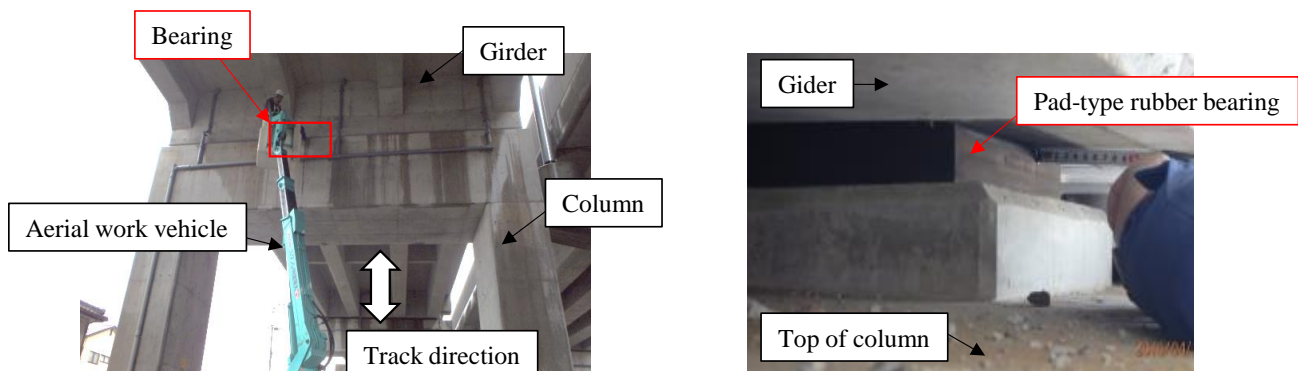 Bearing
Girder
Aerial work vehicle
Column
Track direction
Gider
Pad-type rubber bearing
Top of column